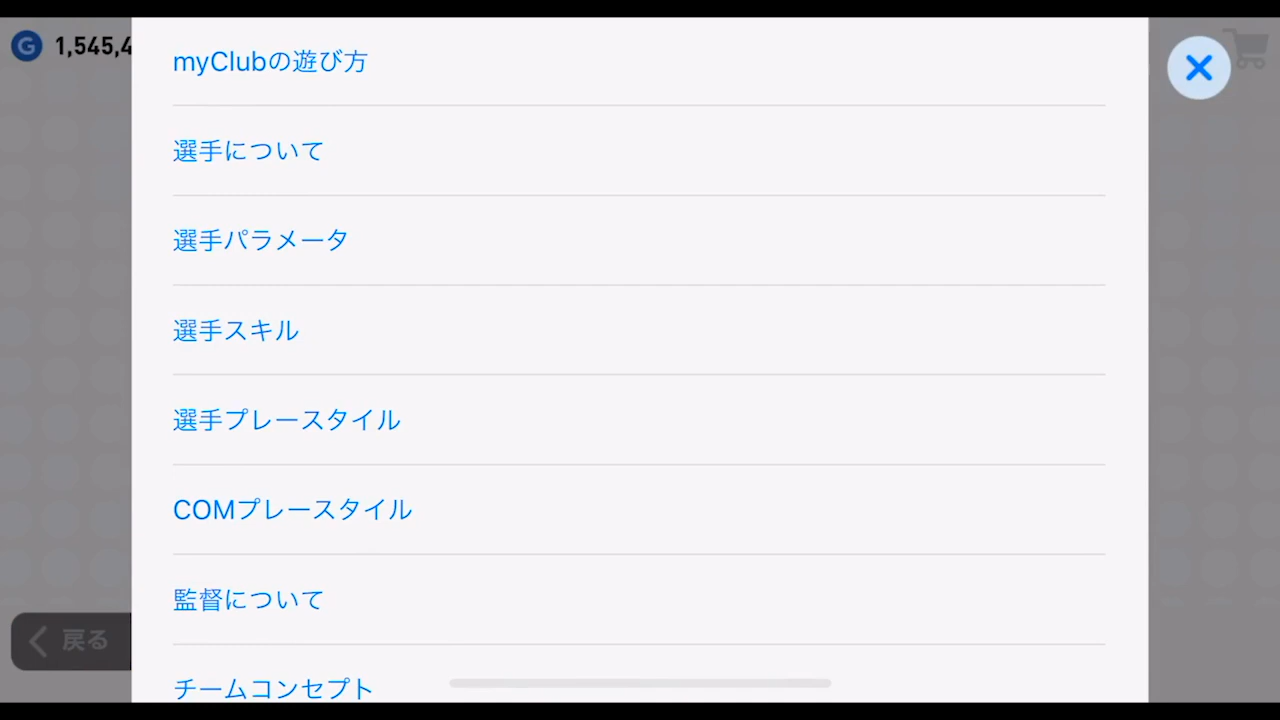 G 1,545,4
myClubの遊び方
選手について
選手パラメータ
選手スキル
選手プレースタイル
COMプレースタイル
監督について
戻る
チームコンセプト